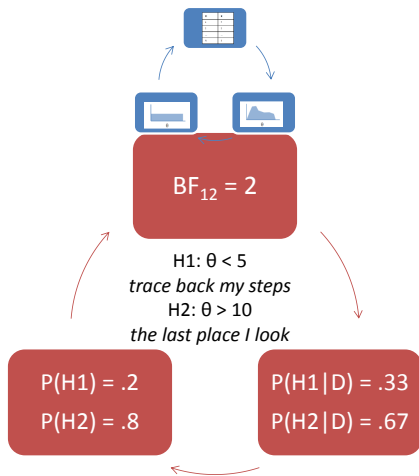 θ
θ
BF₁₂ = 2
H1: θ < 5
trace back my steps
H2: θ > 10
the last place I look
P(H1) = .2
P(H2) = .8
P(H1|D) = .33
P(H2|D) = .67